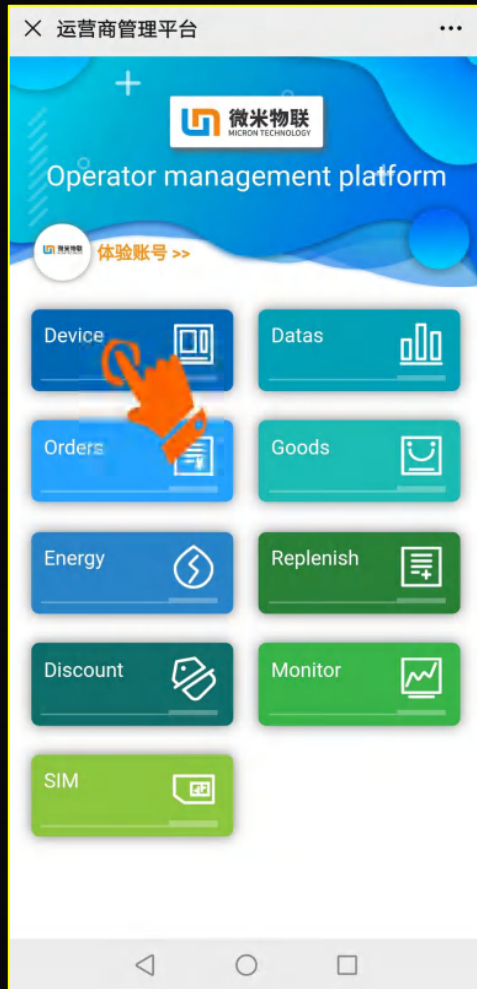 运营商管理平台
微米物联
MICRON TECHNOLOGY
Operator management platform
微米物联
体验账号 >>
Device
Datas
Orders
Goods
Energy
Replenish
Discount
Monitor
SIM